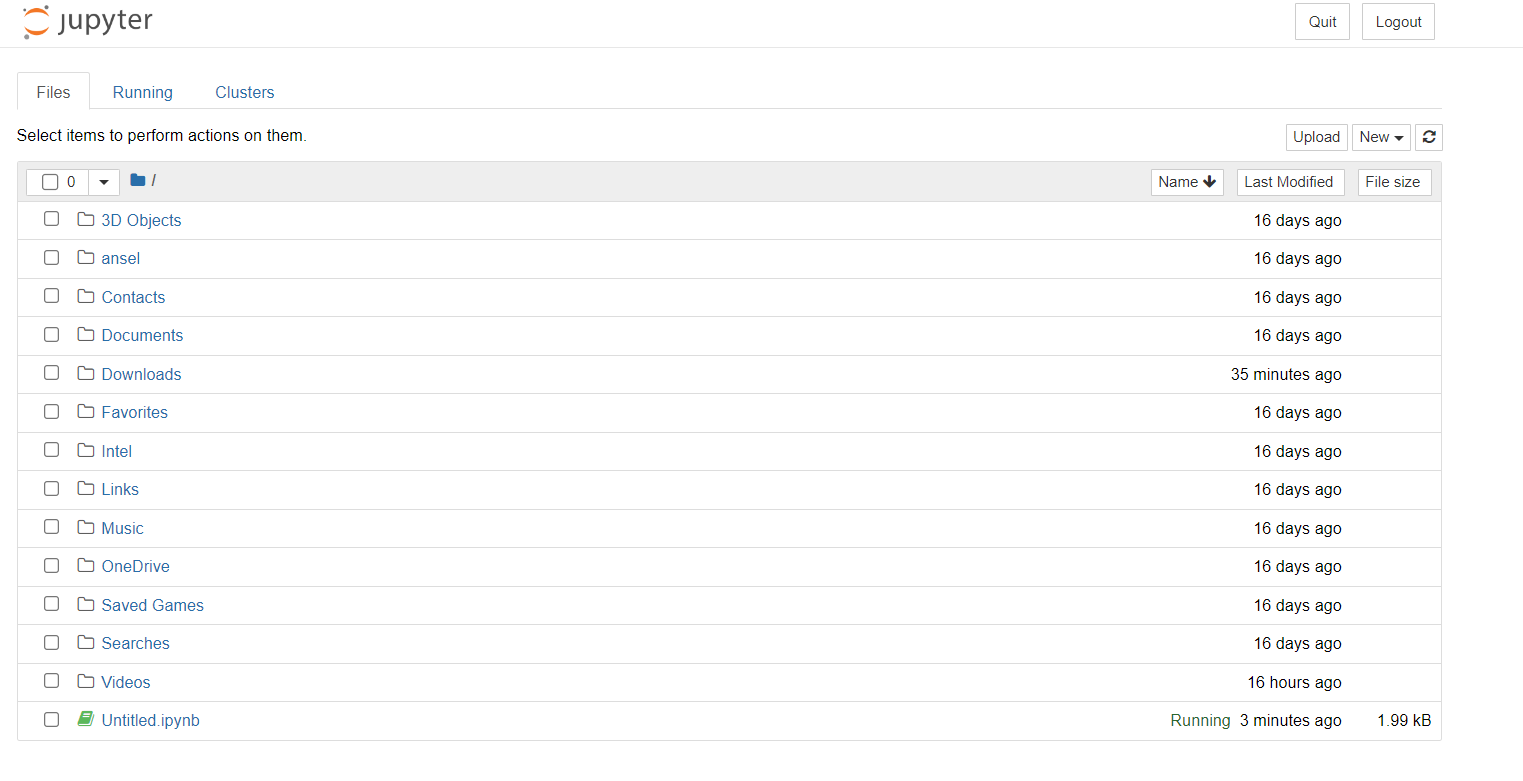 jupyter Quit Logout
Files Running Clusters
Select items to perform actions on them. Upload New
0 / Name Last Modified File size
3D Objects 16 days ago
ansel 16 days ago
Contacts 16 days ago
Documents 16 days ago
Downloads 35 minutes ago
Favorites 16 days ago
Intel 16 days ago
Links 16 days ago
Music 16 days ago
OneDrive 16 days ago
Saved Games 16 days ago
Searches 16 days ago
Videos 16 hours ago
Untitled.ipynb Running 3 minutes ago 1.99 kB